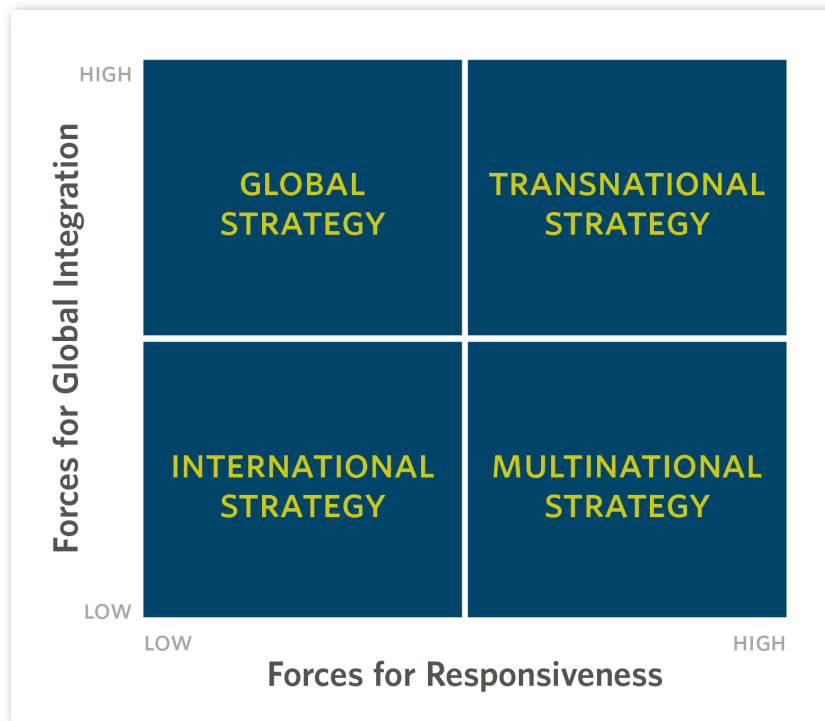 HIGH
Forces for Global Integration
GLOBAL
STRATEGY
TRANSNATIONAL
STRATEGY
INTERNATIONAL
STRATEGY
MULTINATIONAL
STRATEGY
LOW
LOW
HIGH
Forces for Responsiveness